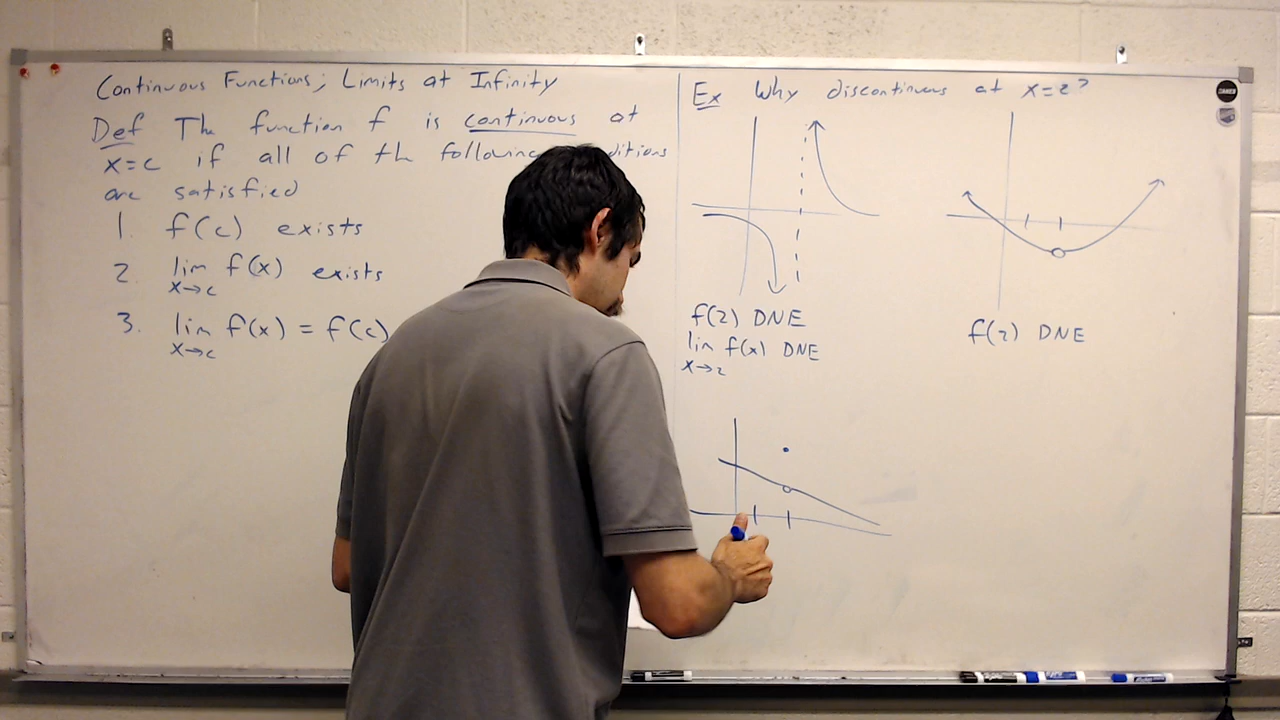 Continuous Functions; Limits at Infinity
Def The function f is continuous at
x=c if all of the following
are satisfied
1. f(c) exists
2. lim f(x) exists
x→c
3. lim f(x) = f(c)
x→c
Ex Why discontinuous at x=2?
f(2) DNE
lim f(x) DNE
x→2
f(2) DNE